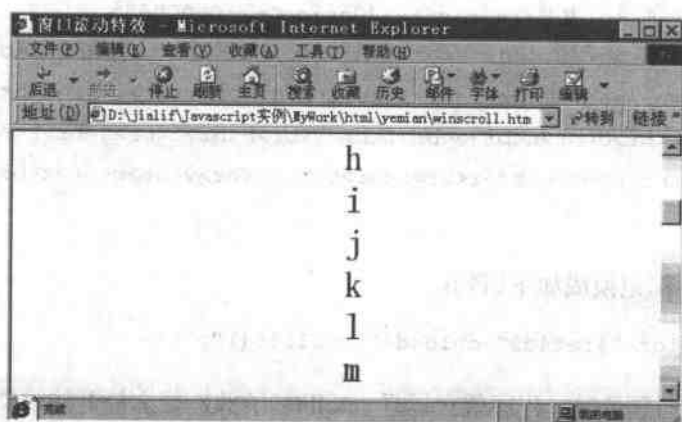 窗口滚动特效 - Microsoft Internet Explorer
文件(F) 编辑(E) 查看(V) 收藏(A) 工具(T) 帮助(H)
后退 前进 停止 刷新 主页 搜索 收藏 历史 邮件 字体 打印 编辑
地址(D) D:\jialif\Javascript实例\MyWork\html\yemian\winscroll.htm 转到 链接 »
h
i
j
k
l
m
完毕 我的电脑